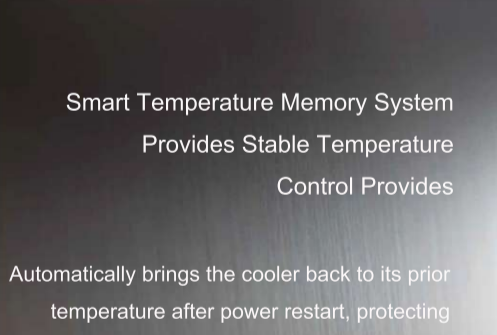 Smart Temperature Memory System
Provides Stable Temperature
Control Provides
Automatically brings the cooler back to its prior
temperature after power restart, protecting